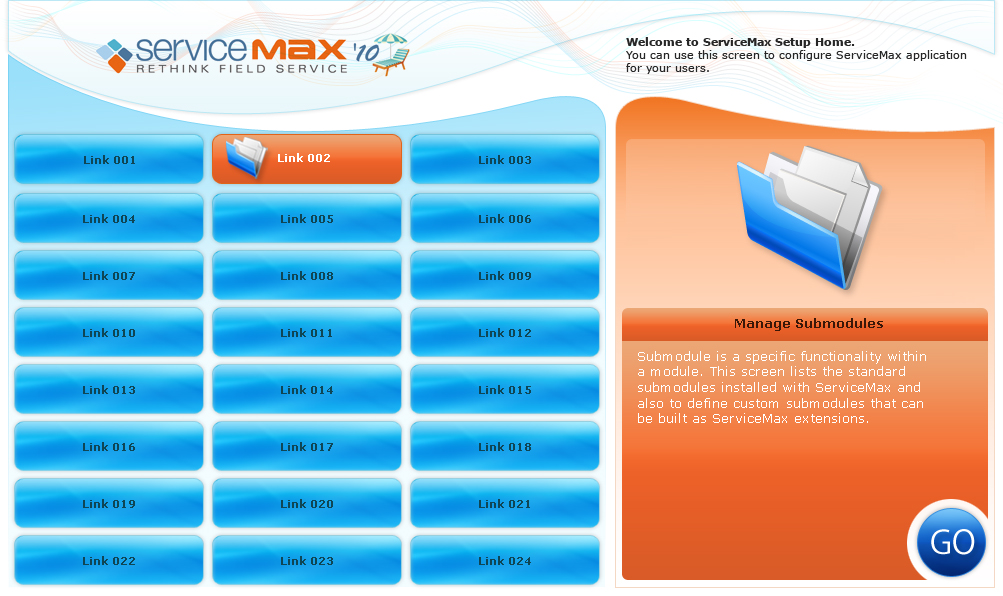 servicemax '10
RETHINK FIELD SERVICE
Welcome to ServiceMax Setup Home.
You can use this screen to configure ServiceMax application
for your users.
Link 001
Link 002
Link 003
Link 004
Link 005
Link 006
Link 007
Link 008
Link 009
Link 010
Link 011
Link 012
Link 013
Link 014
Link 015
Link 016
Link 017
Link 018
Link 019
Link 020
Link 021
Link 022
Link 023
Link 024
Manage Submodules
Submodule is a specific functionality within
a module. This screen lists the standard
submodules installed with ServiceMax and
also to define custom submodules that can
be built as ServiceMax extensions.
GO